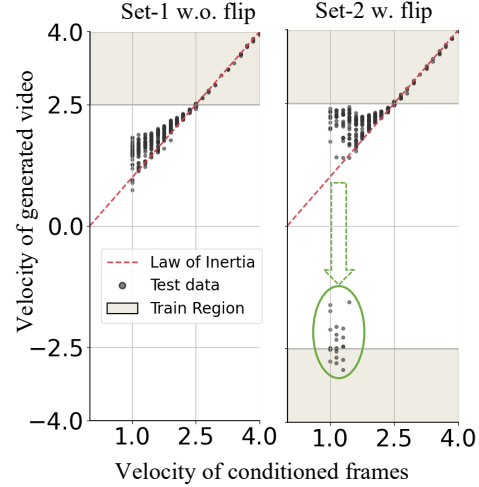 Set-1 w.o. flip
Set-2 w. flip
Velocity of generated video
4.0
2.5
0.0
−2.5
−4.0
Law of Inertia
Test data
Train Region
1.0 2.5 4.0
1.0 2.5 4.0
Velocity of conditioned frames